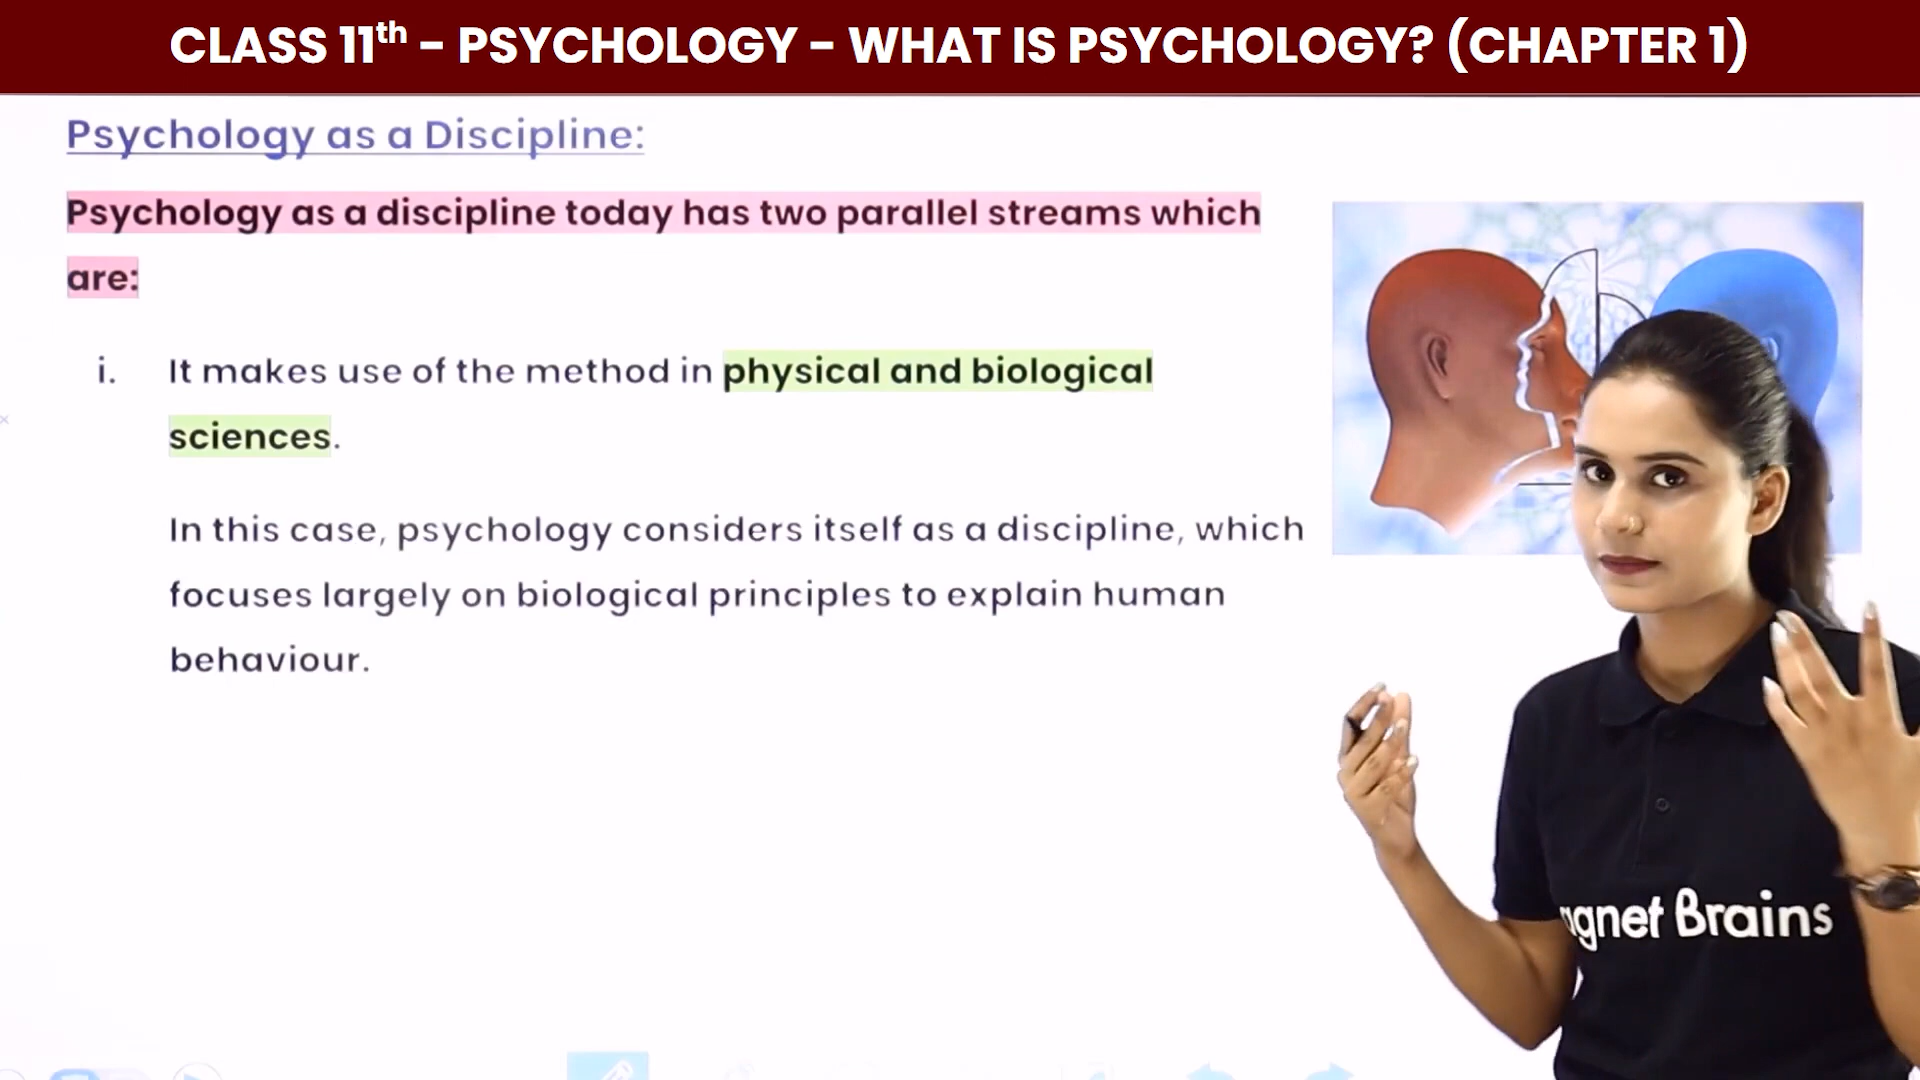 CLASS 11th – PSYCHOLOGY – WHAT IS PSYCHOLOGY? (CHAPTER 1)
Psychology as a Discipline:
Psychology as a discipline today has two parallel streams which
are:
i. It makes use of the method in physical and biological
sciences.
In this case, psychology considers itself as a discipline, which
focuses largely on biological principles to explain human
behaviour.
Brains